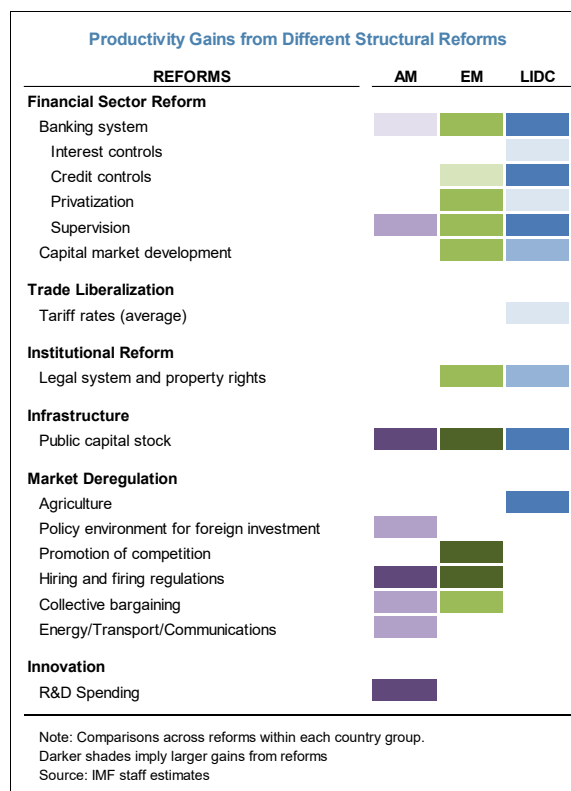 Productivity Gains from Different Structural Reforms
REFORMS AM EM LIDC
Financial Sector Reform
Banking system
Interest controls
Credit controls
Privatization
Supervision
Capital market development
Trade Liberalization
Tariff rates (average)
Institutional Reform
Legal system and property rights
Infrastructure
Public capital stock
Market Deregulation
Agriculture
Policy environment for foreign investment
Promotion of competition
Hiring and firing regulations
Collective bargaining
Energy/Transport/Communications
Innovation
R&D Spending
Note: Comparisons across reforms within each country group.
Darker shades imply larger gains from reforms
Source: IMF staff estimates